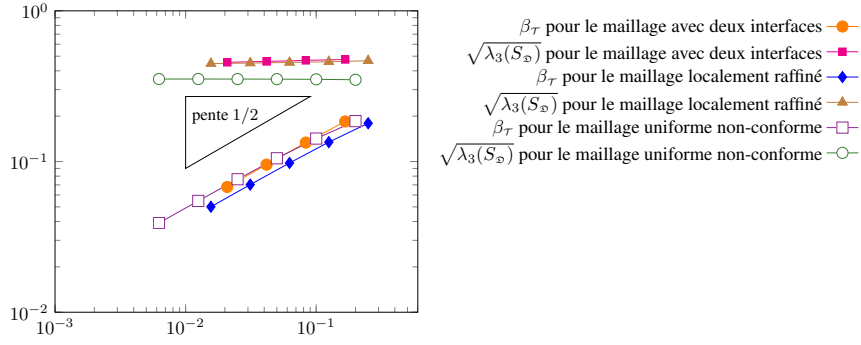 10^0
10^{-1}
10^{-2}
10^{-3}
10^{-2}
10^{-1}
pente 1/2
β_𝒯 pour le maillage avec deux interfaces
√λ_3(S_𝔇) pour le maillage avec deux interfaces
β_𝒯 pour le maillage localement raffiné
√λ_3(S_𝔇) pour le maillage localement raffiné
β_𝒯 pour le maillage uniforme non-conforme
√λ_3(S_𝔇) pour le maillage uniforme non-conforme